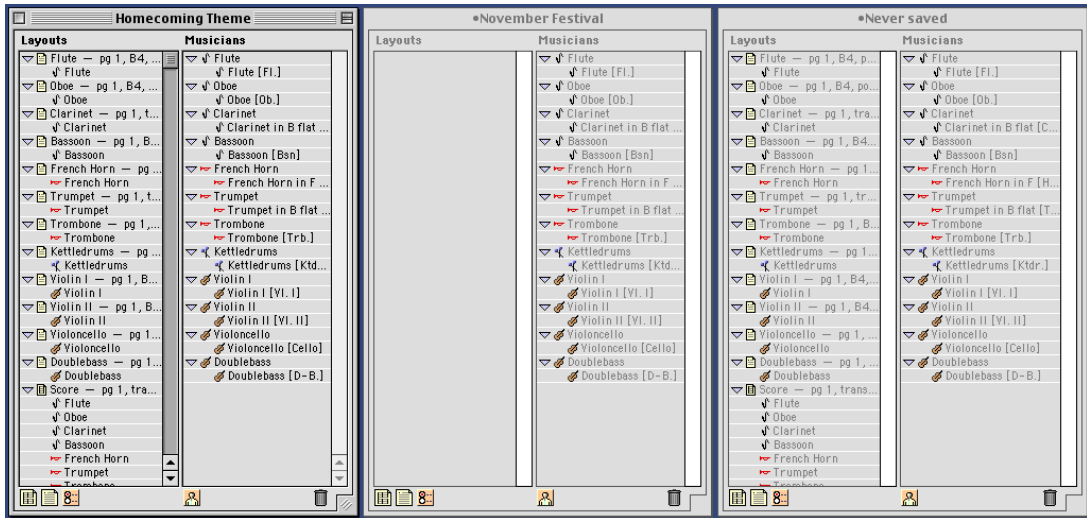 Homecoming Theme
Layouts
Flute — pg 1, B4, ...
Flute
Oboe — pg 1, B4, ...
Oboe
Clarinet — pg 1, t...
Clarinet
Bassoon — pg 1, B...
Bassoon
French Horn — pg ...
French Horn
Trumpet — pg 1, t...
Trumpet
Trombone — pg 1, ...
Trombone
Kettledrums — pg ...
Kettledrums
Violin I — pg 1, B...
Violin I
Violin II — pg 1, B...
Violin II
Violoncello — pg 1...
Violoncello
Doublebass — pg 1...
Doublebass
Score — pg 1, tra...
Flute
Oboe
Clarinet
Bassoon
French Horn
Trumpet
Trombone
Musicians
Flute
Flute [Fl.]
Oboe
Oboe [Ob.]
Clarinet
Clarinet in B flat ...
Bassoon
Bassoon [Bsn]
French Horn
French Horn in F ...
Trumpet
Trumpet in B flat ...
Trombone
Trombone [Trb.]
Kettledrums
Kettledrums [Ktd...
Violin I
Violin I [Vl. I]
Violin II
Violin II [Vl. II]
Violoncello
Violoncello [Cello]
Doublebass
Doublebass [D-B.]
•November Festival
Layouts
Musicians
Flute
Flute [Fl.]
Oboe
Oboe [Ob.]
Clarinet
Clarinet in B flat ...
Bassoon
Bassoon [Bsn]
French Horn
French Horn in F ...
Trumpet
Trumpet in B flat ...
Trombone
Trombone [Trb.]
Kettledrums
Kettledrums [Ktd...
Violin I
Violin I [Vl. I]
Violin II
Violin II [Vl. II]
Violoncello
Violoncello [Cello]
Doublebass
Doublebass [D-B.]
•Never saved
Layouts
Flute — pg 1, B4, p...
Flute
Oboe — pg 1, B4, po...
Oboe
Clarinet — pg 1, tra...
Clarinet
Bassoon — pg 1, B4...
Bassoon
French Horn — pg 1...
French Horn
Trumpet — pg 1, tr...
Trumpet
Trombone — pg 1, B...
Trombone
Kettledrums — pg 1...
Kettledrums
Violin I — pg 1, B4,...
Violin I
Violin II — pg 1, B4...
Violin II
Violoncello — pg 1, ...
Violoncello
Doublebass — pg 1, ...
Doublebass
Score — pg 1, trans...
Flute
Oboe
Clarinet
Bassoon
French Horn
Trumpet
Trombone
Musicians
Flute
Flute [Fl.]
Oboe
Oboe [Ob.]
Clarinet
Clarinet in B flat [C...
Bassoon
Bassoon [Bsn]
French Horn
French Horn in F [H...
Trumpet
Trumpet in B flat [T...
Trombone
Trombone [Trb.]
Kettledrums
Kettledrums [Ktdr.]
Violin I
Violin I [Vl. I]
Violin II
Violin II [Vl. II]
Violoncello
Violoncello [Cello]
Doublebass
Doublebass [D-B.]